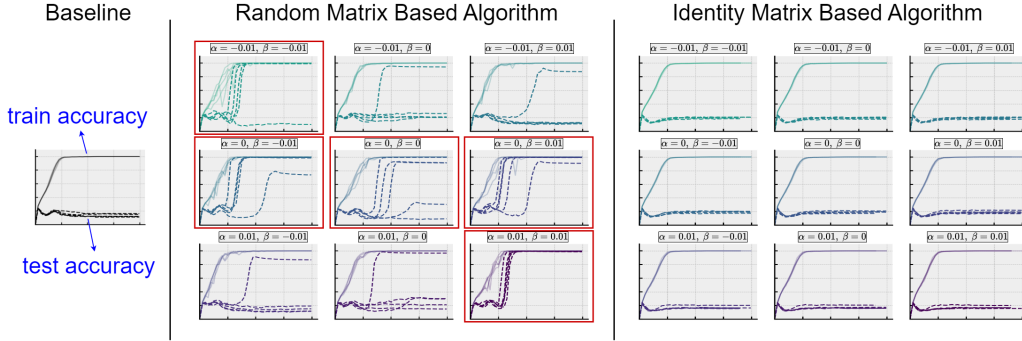 Baseline
Random Matrix Based Algorithm
Identity Matrix Based Algorithm
train accuracy
test accuracy
α = −0.01, β = −0.01
α = −0.01, β = 0
α = −0.01, β = 0.01
α = 0, β = −0.01
α = 0, β = 0
α = 0, β = 0.01
α = 0.01, β = −0.01
α = 0.01, β = 0
α = 0.01, β = 0.01
α = −0.01, β = −0.01
α = −0.01, β = 0
α = −0.01, β = 0.01
α = 0, β = −0.01
α = 0, β = 0
α = 0, β = 0.01
α = 0.01, β = −0.01
α = 0.01, β = 0
α = 0.01, β = 0.01